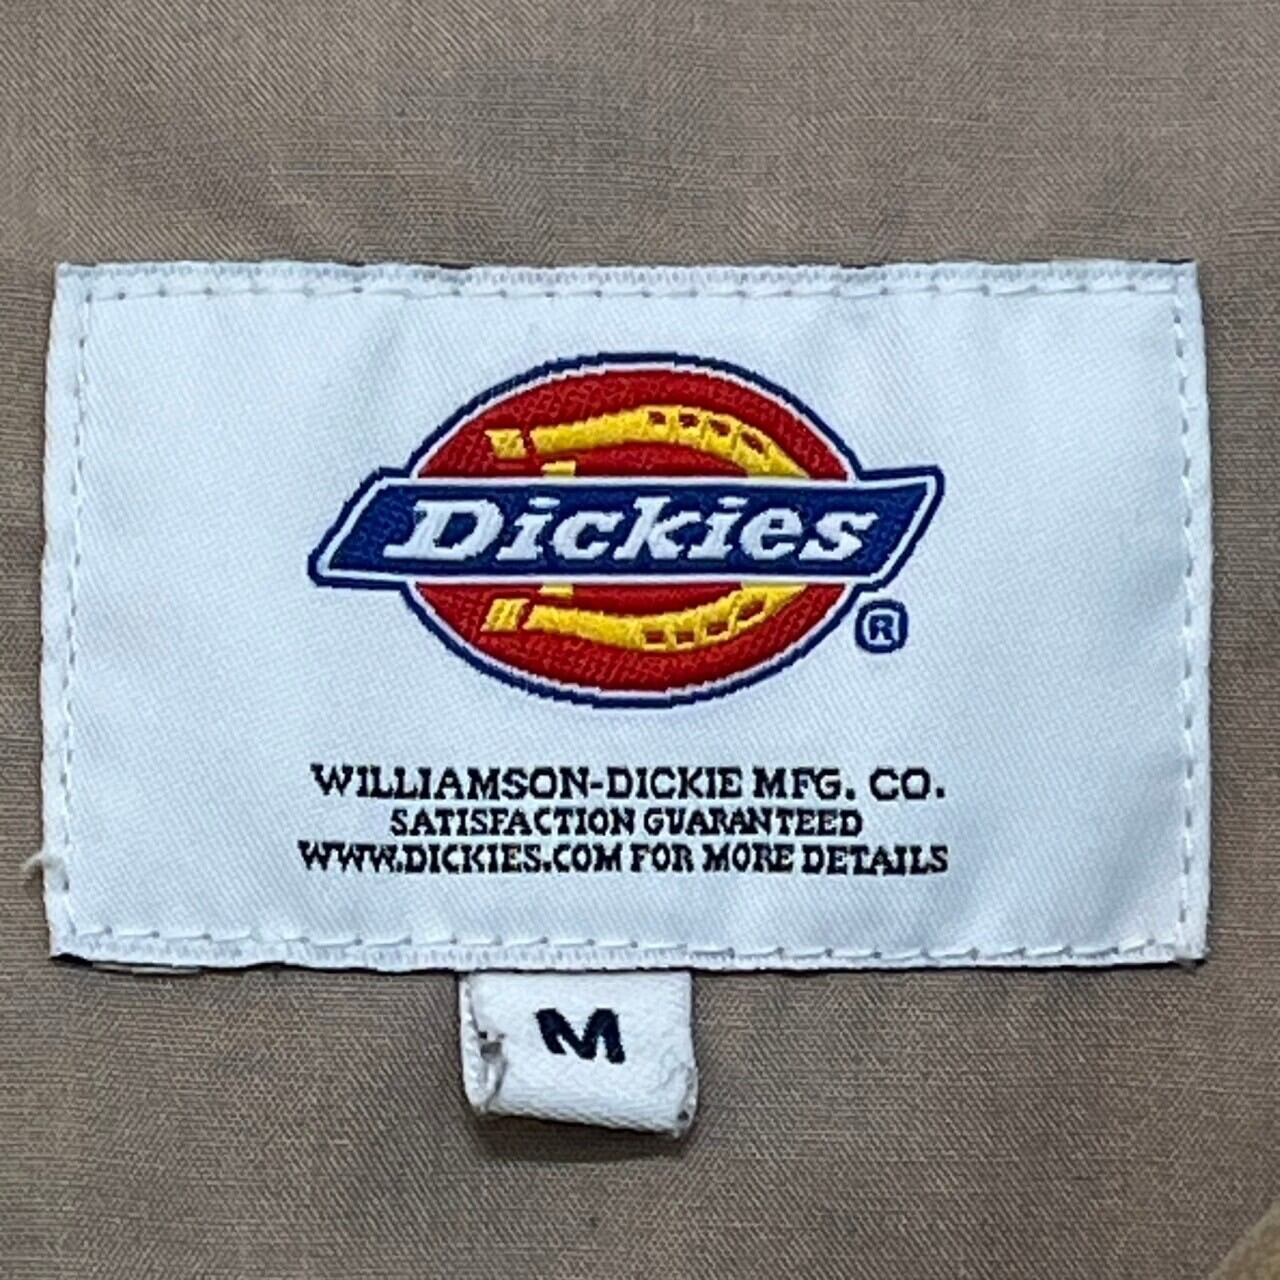 Dickies
®
WILLIAMSON-DICKIE MFG. CO.
SATISFACTION GUARANTEED
WWW.DICKIES.COM FOR MORE DETAILS
M